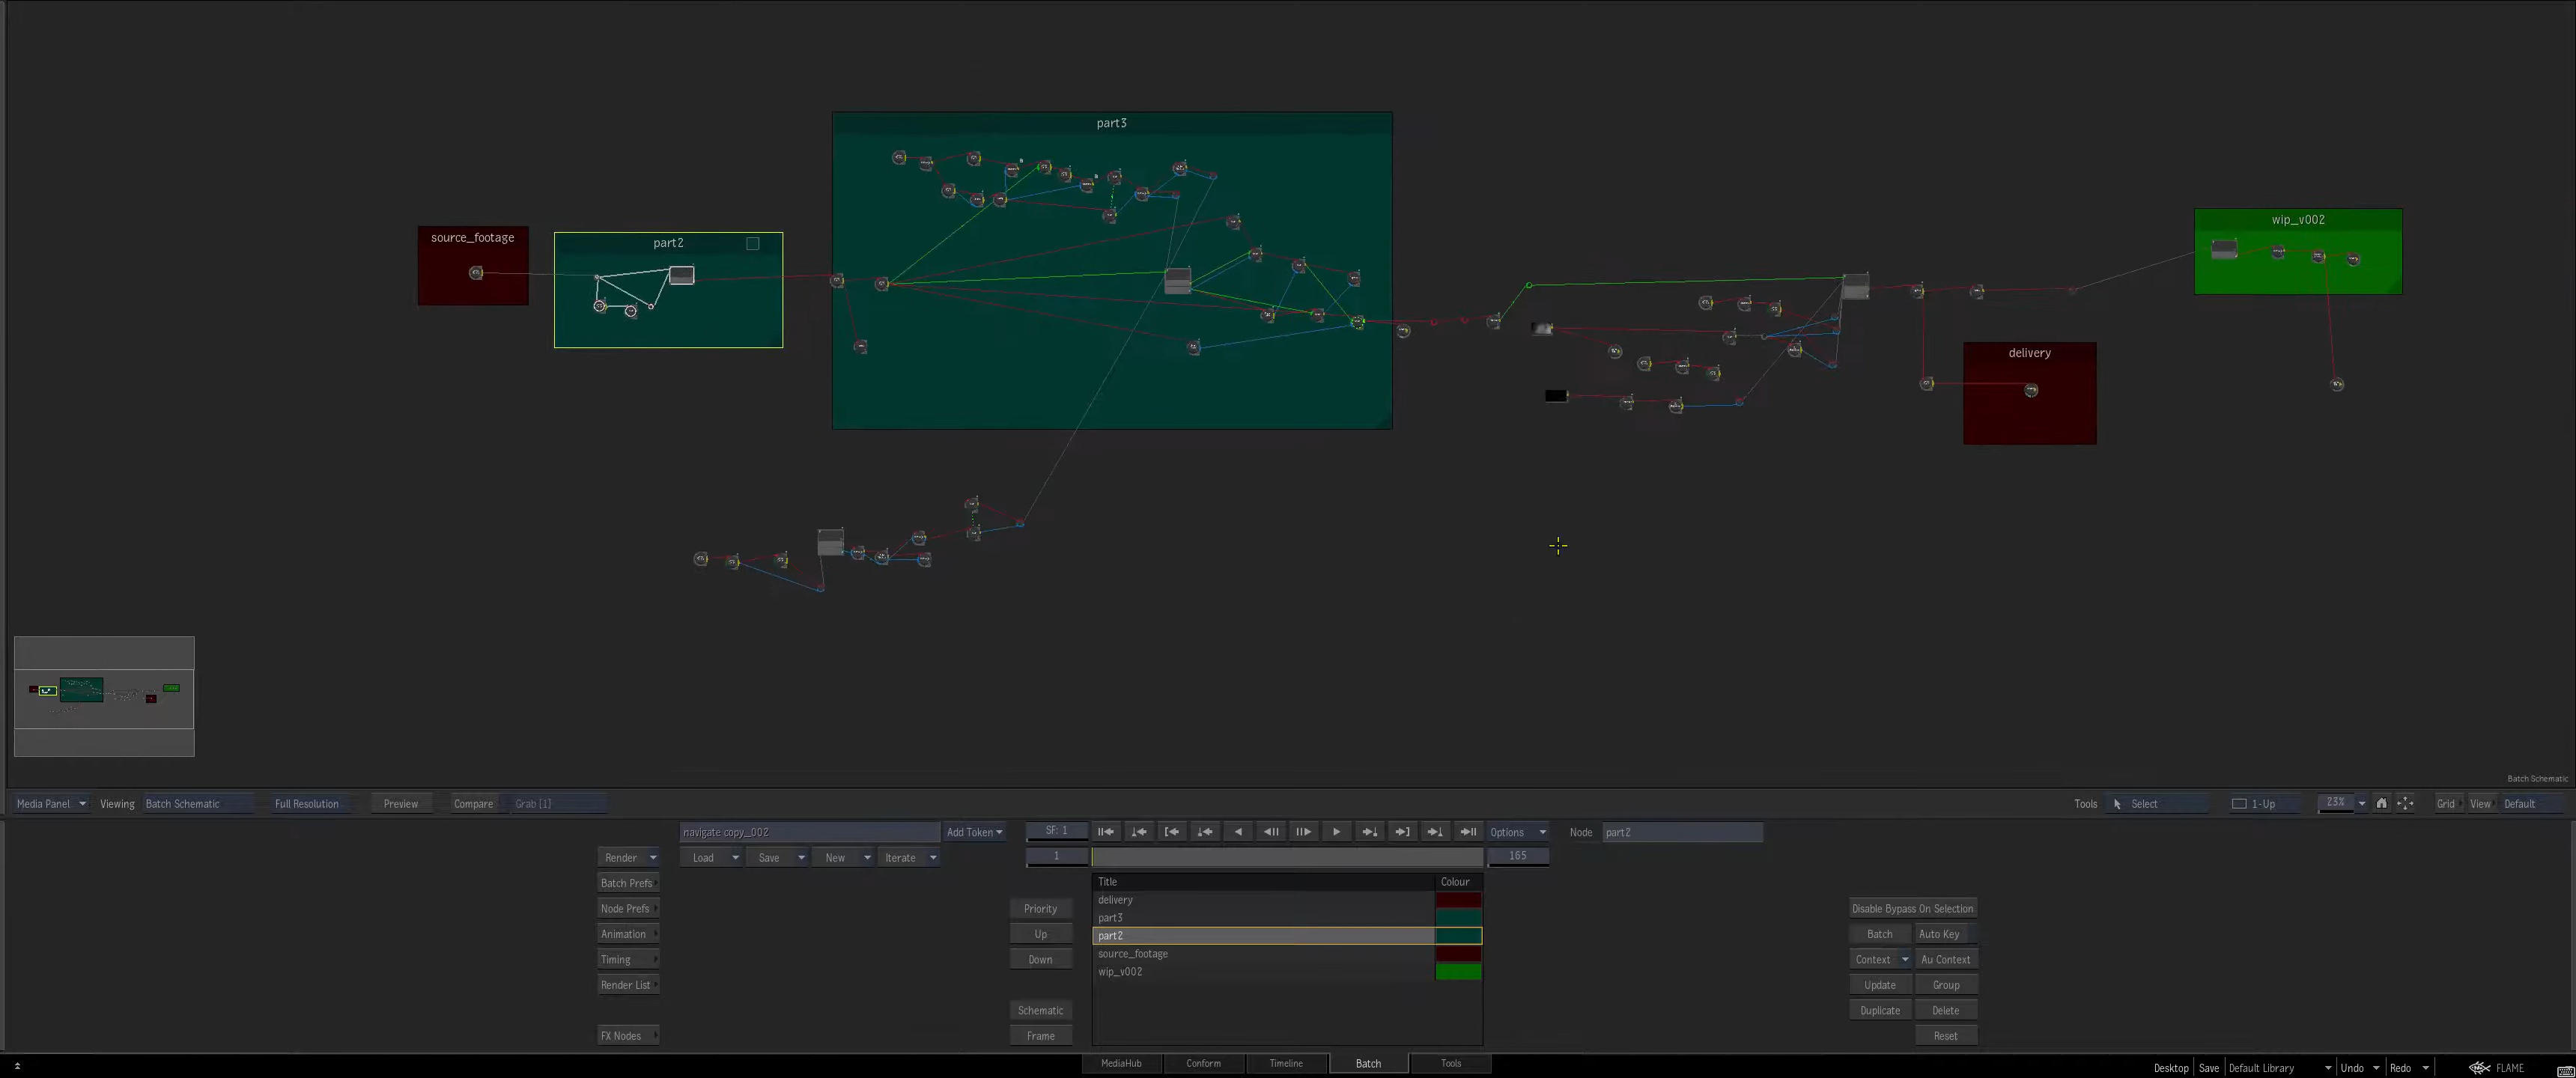 part3
source_footage
part2
wip_v002
delivery
Batch Schematic
Media Panel Viewing Batch Schematic Full Resolution Preview Compare Grab [1] Tools Select 1-Up 23% Grid View Default
navigate copy_002 Add Token SF: 1 Options Node part2
Render Load Save New Iterate 1 165
Batch Prefs Title Colour
delivery
Node Prefs Priority part3 Disable Bypass On Selection
Animation Up part2 Batch Auto Key
Timing Down source_footage Context Au Context
wip_v002
Render List Update Group
Schematic Duplicate Delete
FX Nodes Frame Reset
MediaHub Conform Timeline Batch Tools
Desktop Save Default Library Undo Redo FLAME